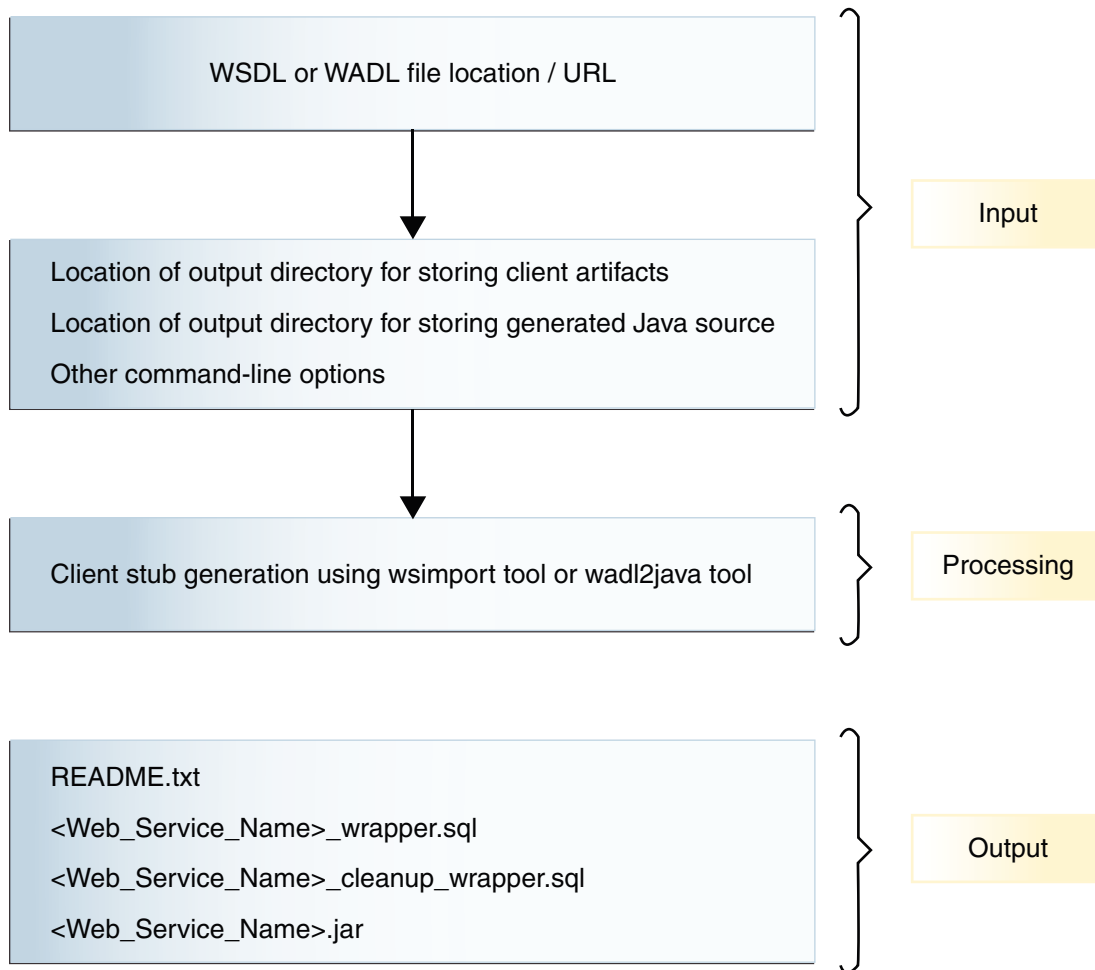 WSDL or WADL file location / URL
Input
Location of output directory for storing client artifacts
Location of output directory for storing generated Java source
Other command-line options
Client stub generation using wsimport tool or wadl2java tool
Processing
README.txt
<Web_Service_Name>_wrapper.sql
<Web_Service_Name>_cleanup_wrapper.sql
<Web_Service_Name>.jar
Output